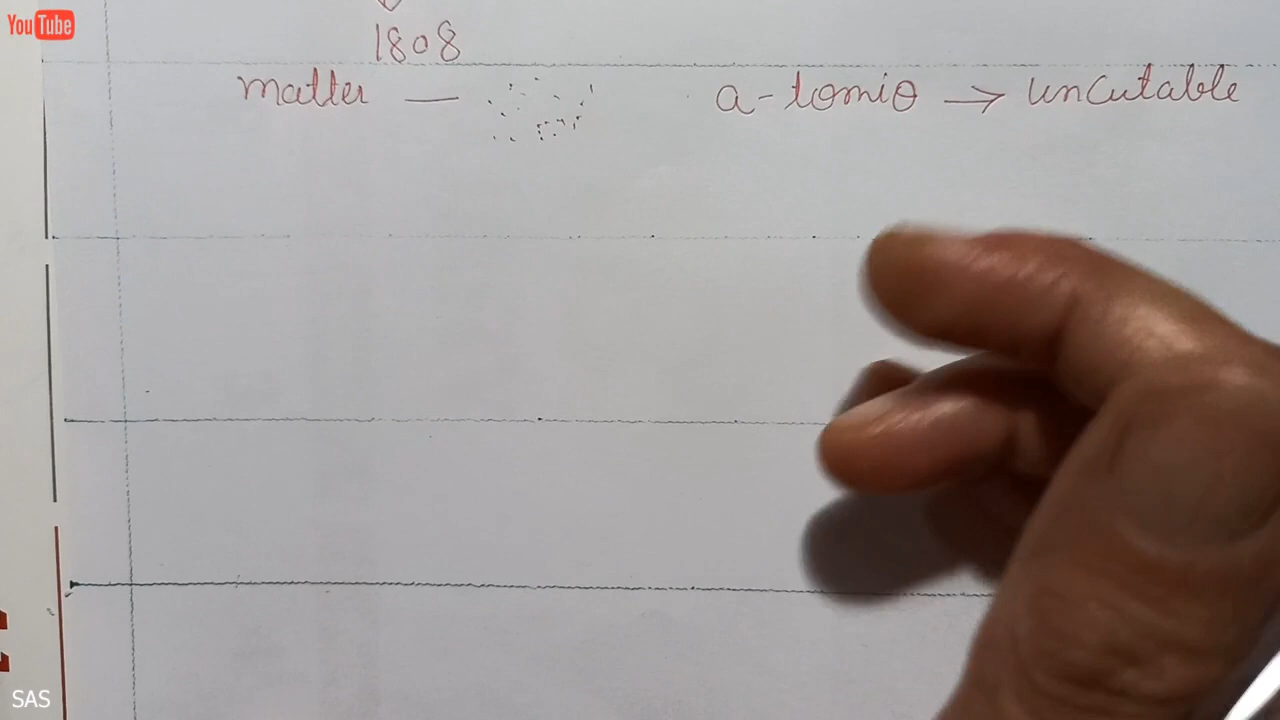 YouTube
1808
matter — a-tomio → uncutable
SAS